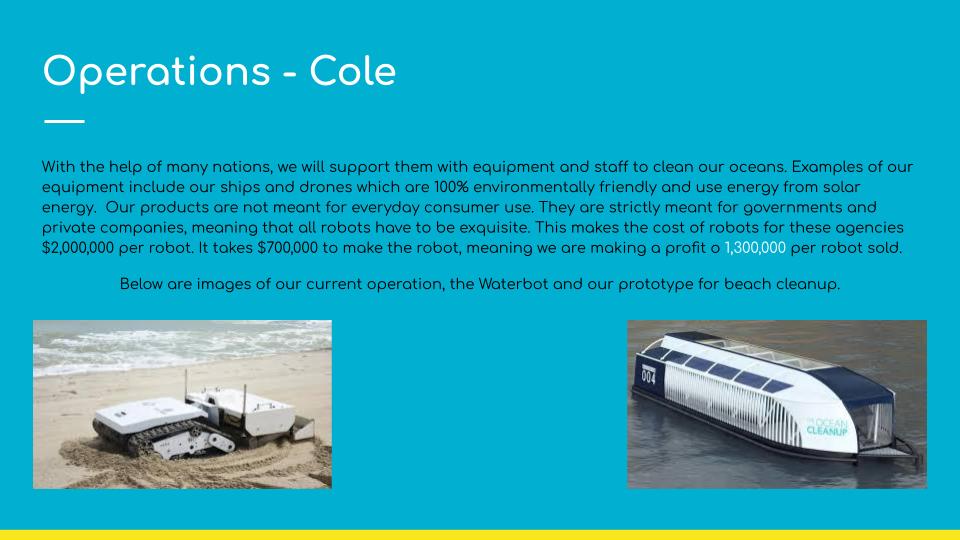 Operations - Cole
With the help of many nations, we will support them with equipment and staff to clean our oceans. Examples of our
equipment include our ships and drones which are 100% environmentally friendly and use energy from solar
energy.  Our products are not meant for everyday consumer use. They are strictly meant for governments and
private companies, meaning that all robots have to be exquisite. This makes the cost of robots for these agencies
$2,000,000 per robot. It takes $700,000 to make the robot, meaning we are making a profit o 1,300,000 per robot sold.
Below are images of our current operation, the Waterbot and our prototype for beach cleanup.
004
THE OCEAN
CLEANUP